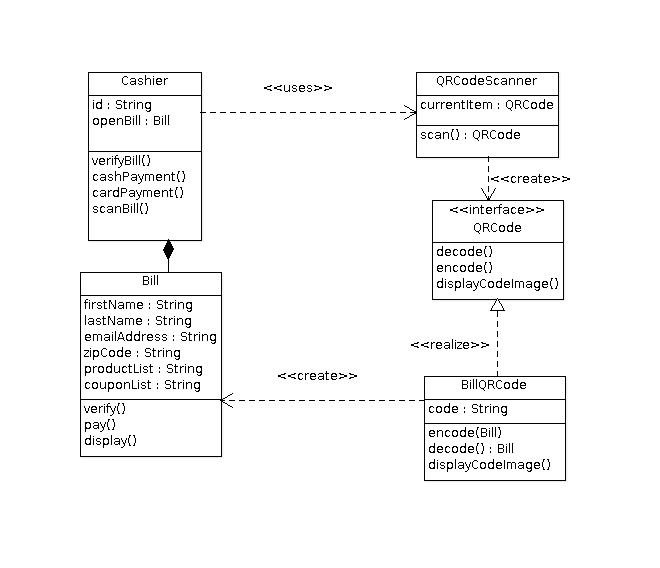 Cashier
id : String
openBill : Bill
verifyBill()
cashPayment()
cardPayment()
scanBill()
<<uses>>
QRCodeScanner
currentItem : QRCode
scan() : QRCode
<<create>>
<<interface>>
QRCode
decode()
encode()
displayCodeImage()
Bill
firstName : String
lastName : String
emailAddress : String
zipCode : String
productList : String
couponList : String
verify()
pay()
display()
<<create>>
<<realize>>
BillQRCode
code : String
encode(Bill)
decode() : Bill
displayCodeImage()